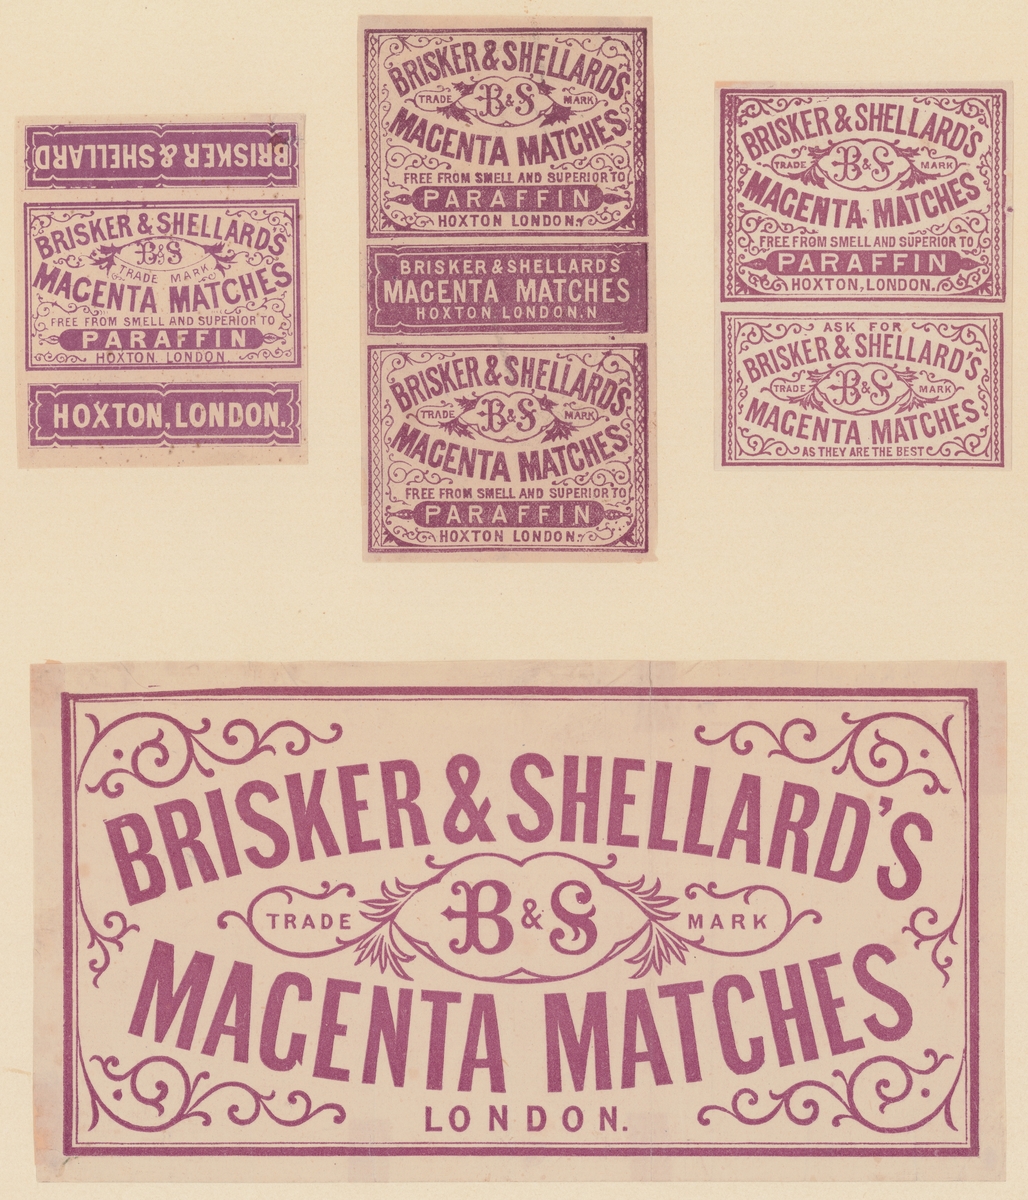 BRISKER & SHELLARD
BRISKER & SHELLARD'S
B&S
TRADE MARK
MAGENTA MATCHES
FREE FROM SMELL AND SUPERIOR TO
PARAFFIN
HOXTON, LONDON
HOXTON, LONDON.
BRISKER & SHELLARD'S
TRADE B&S MARK
MAGENTA MATCHES
FREE FROM SMELL AND SUPERIOR TO
PARAFFIN
HOXTON LONDON.
BRISKER & SHELLARD'S
MAGENTA MATCHES
HOXTON LONDON. N
BRISKER & SHELLARD'S
TRADE B&S MARK
MAGENTA MATCHES
FREE FROM SMELL AND SUPERIOR TO
PARAFFIN
HOXTON LONDON.
BRISKER & SHELLARD'S
TRADE B&S MARK
MAGENTA MATCHES
FREE FROM SMELL AND SUPERIOR TO
PARAFFIN
HOXTON, LONDON.
ASK FOR
BRISKER & SHELLARD'S
TRADE B&S MARK
MAGENTA MATCHES
AS THEY ARE THE BEST
BRISKER & SHELLARD'S
TRADE B&S MARK
MAGENTA MATCHES
LONDON.